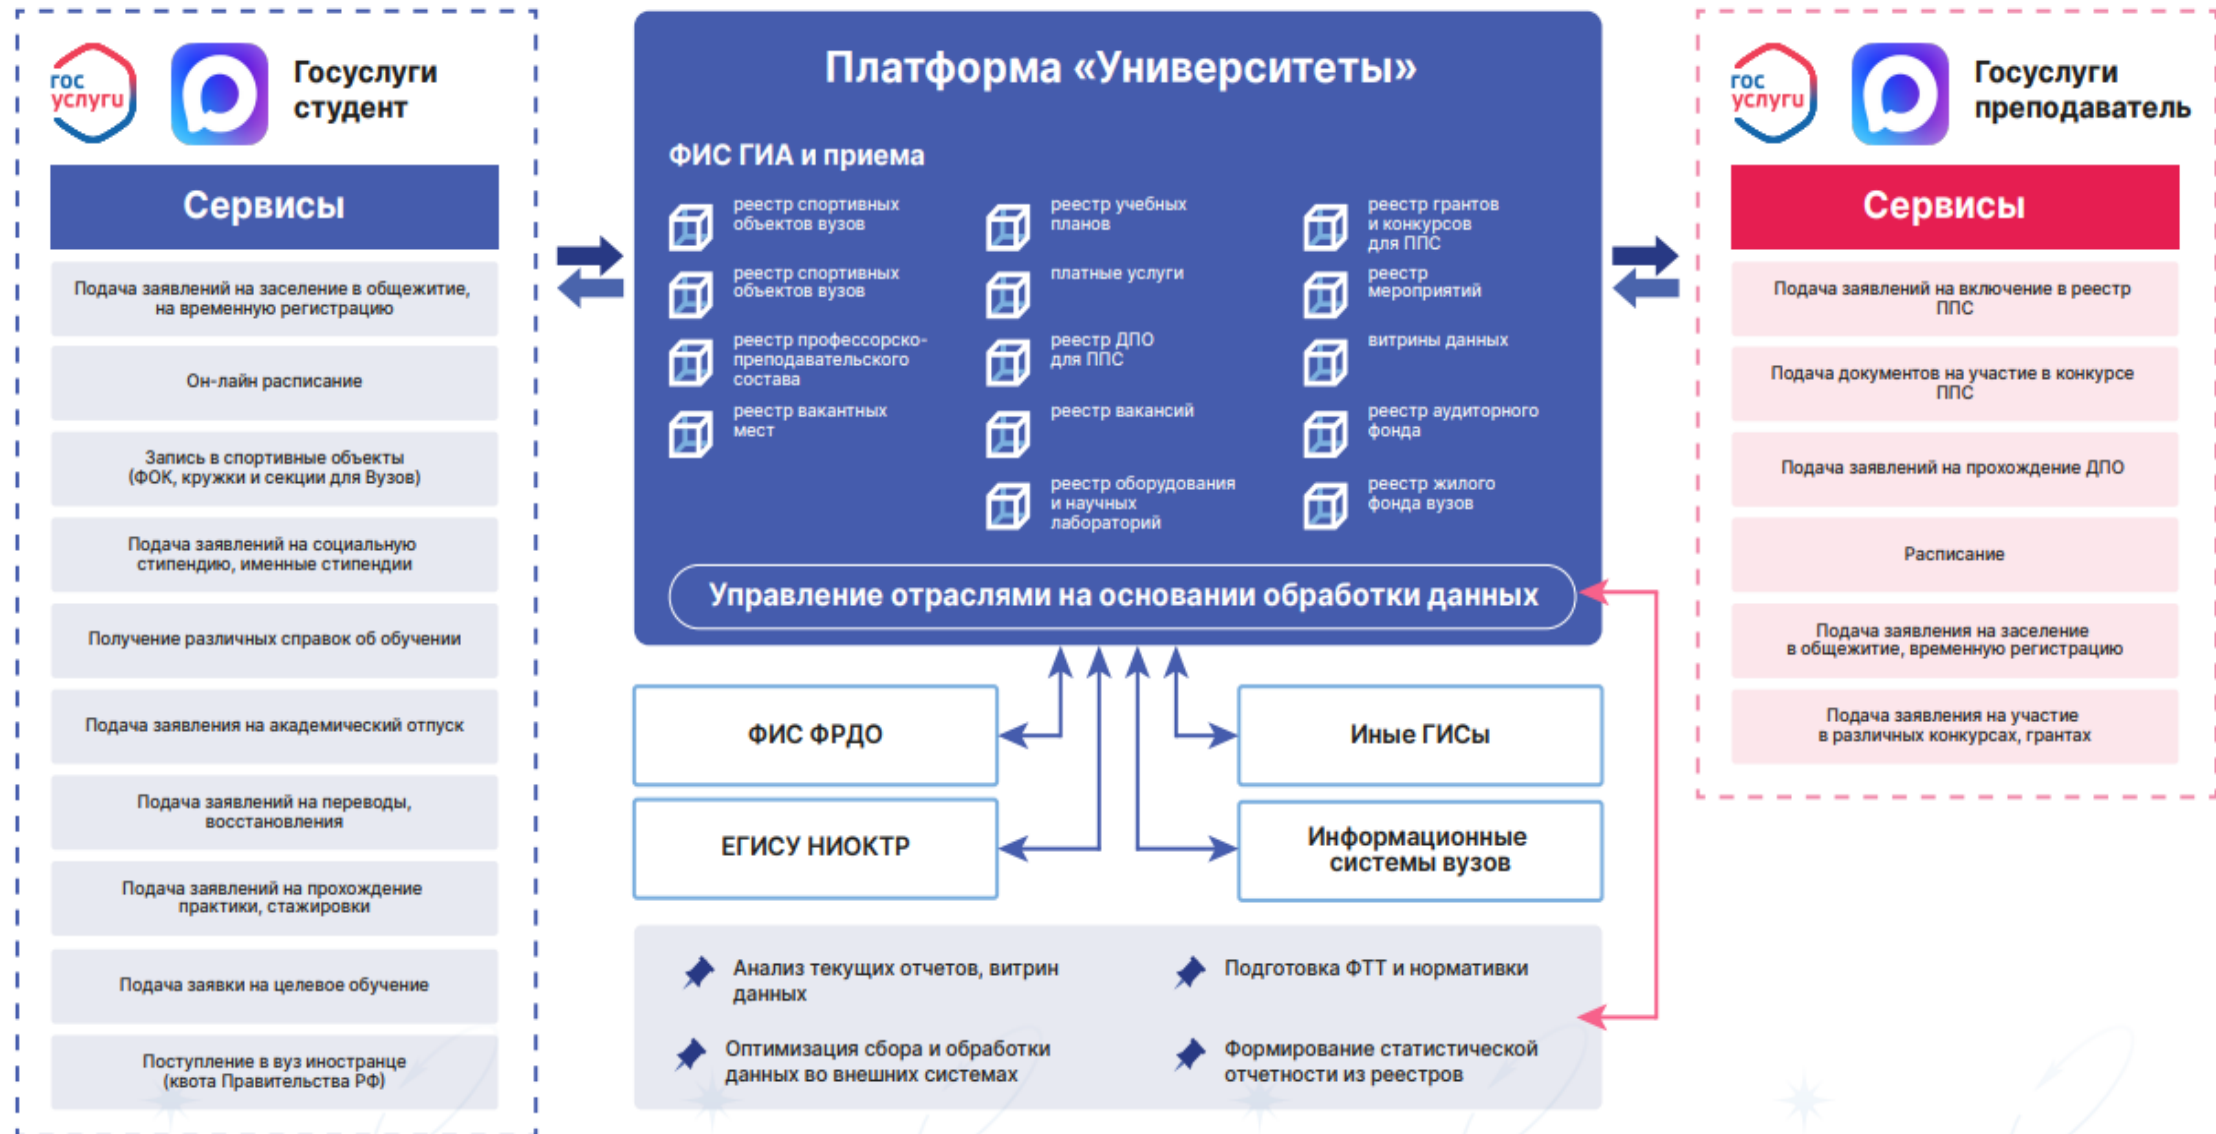 гос
услуги
Госуслуги
студент
Сервисы
Подача заявлений на заселение в общежитие,
на временную регистрацию
Он-лайн расписание
Запись в спортивные объекты
(ФОК, кружки и секции для Вузов)
Подача заявлений на социальную
стипендию, именные стипендии
Получение различных справок об обучении
Подача заявления на академический отпуск
Подача заявлений на переводы,
восстановления
Подача заявлений на прохождение
практики, стажировки
Подача заявки на целевое обучение
Поступление в вуз иностранце
(квота Правительства РФ)
Платформа «Университеты»
ФИС ГИА и приема
реестр спортивных
объектов вузов
реестр спортивных
объектов вузов
реестр профессорско-
преподавательского
состава
реестр вакантных
мест
реестр учебных
планов
платные услуги
реестр ДПО
для ППС
реестр вакансий
реестр оборудования
и научных
лабораторий
реестр грантов
и конкурсов
для ППС
реестр
мероприятий
витрины данных
реестр аудиторного
фонда
реестр жилого
фонда вузов
Управление отраслями на основании обработки данных
ФИС ФРДО
Иные ГИСы
ЕГИСУ НИОКТР
Информационные
системы вузов
Анализ текущих отчетов, витрин
данных
Подготовка ФТТ и нормативки
Оптимизация сбора и обработки
данных во внешних системах
Формирование статистической
отчетности из реестров
гос
услуги
Госуслуги
преподаватель
Сервисы
Подача заявлений на включение в реестр
ППС
Подача документов на участие в конкурсе
ППС
Подача заявлений на прохождение ДПО
Расписание
Подача заявления на заселение
в общежитие, временную регистрацию
Подача заявления на участие
в различных конкурсах, грантах